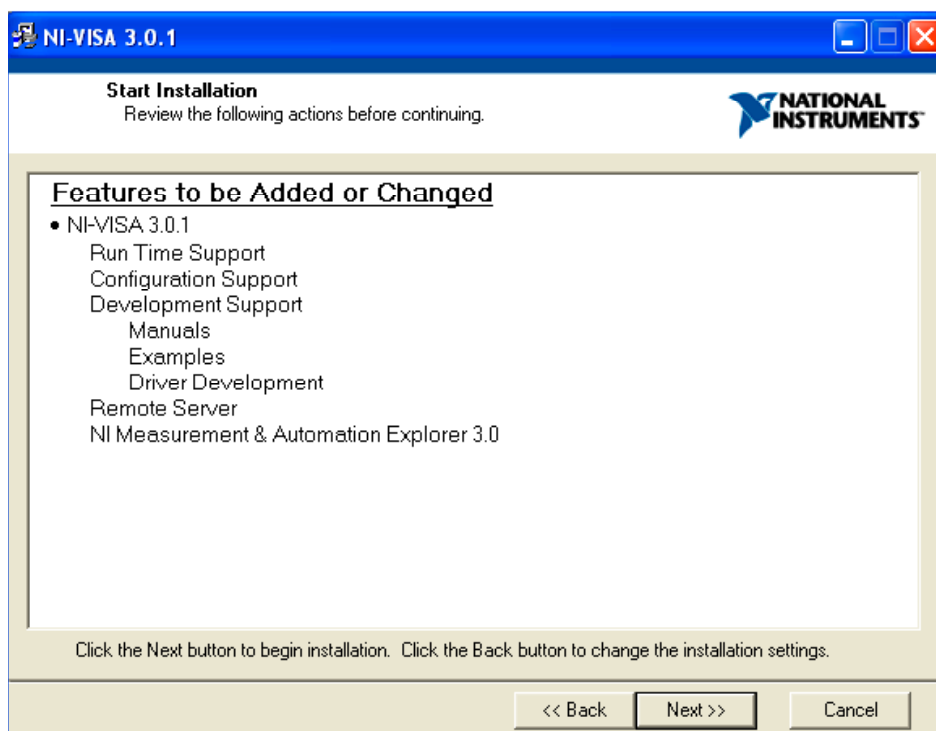 NI-VISA 3.0.1
Start Installation
Review the following actions before continuing.
NATIONAL
INSTRUMENTS™
Features to be Added or Changed
• NI-VISA 3.0.1
Run Time Support
Configuration Support
Development Support
Manuals
Examples
Driver Development
Remote Server
NI Measurement & Automation Explorer 3.0
Click the Next button to begin installation.  Click the Back button to change the installation settings.
<< Back
Next >>
Cancel